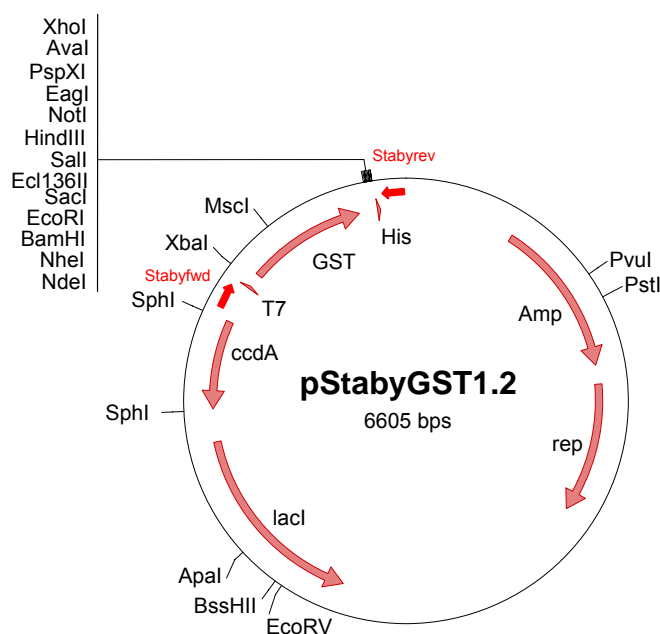 XhoI
AvaI
PspXI
EagI
NotI
HindIII
SalI
Ecl136II
SacI
EcoRI
BamHI
NheI
NdeI
Stabyrev
MscI
His
XbaI
GST
PvuI
PstI
Stabyfwd
SphI
T7
Amp
ccdA
pStabyGST1.2
6605 bps
SphI
rep
lacI
ApaI
BssHII
EcoRV